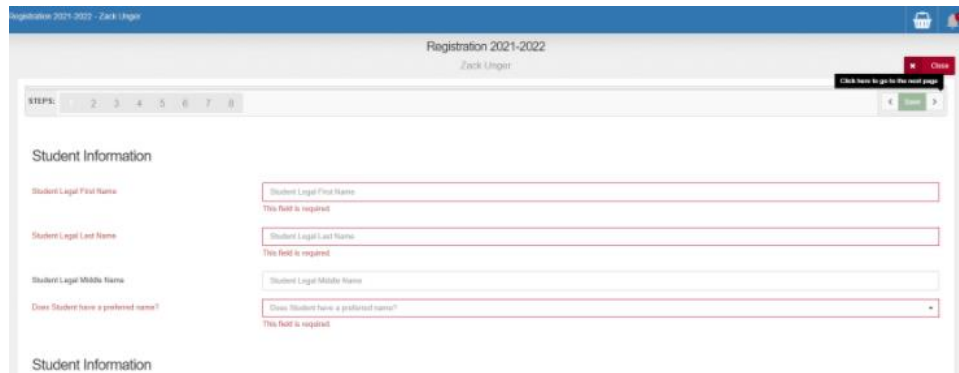 Registration 2021-2022 - Zack Unger
Registration 2021-2022
Zack Unger
× Close
Click here to go to the next page
STEPS: 1 2 3 4 5 6 7 8
Save
Student Information
Student Legal First Name
Student Legal First Name
This field is required.
Student Legal Last Name
Student Legal Last Name
This field is required.
Student Legal Middle Name
Student Legal Middle Name
Does Student have a preferred name?
Does Student have a preferred name?
This field is required.
Student Information